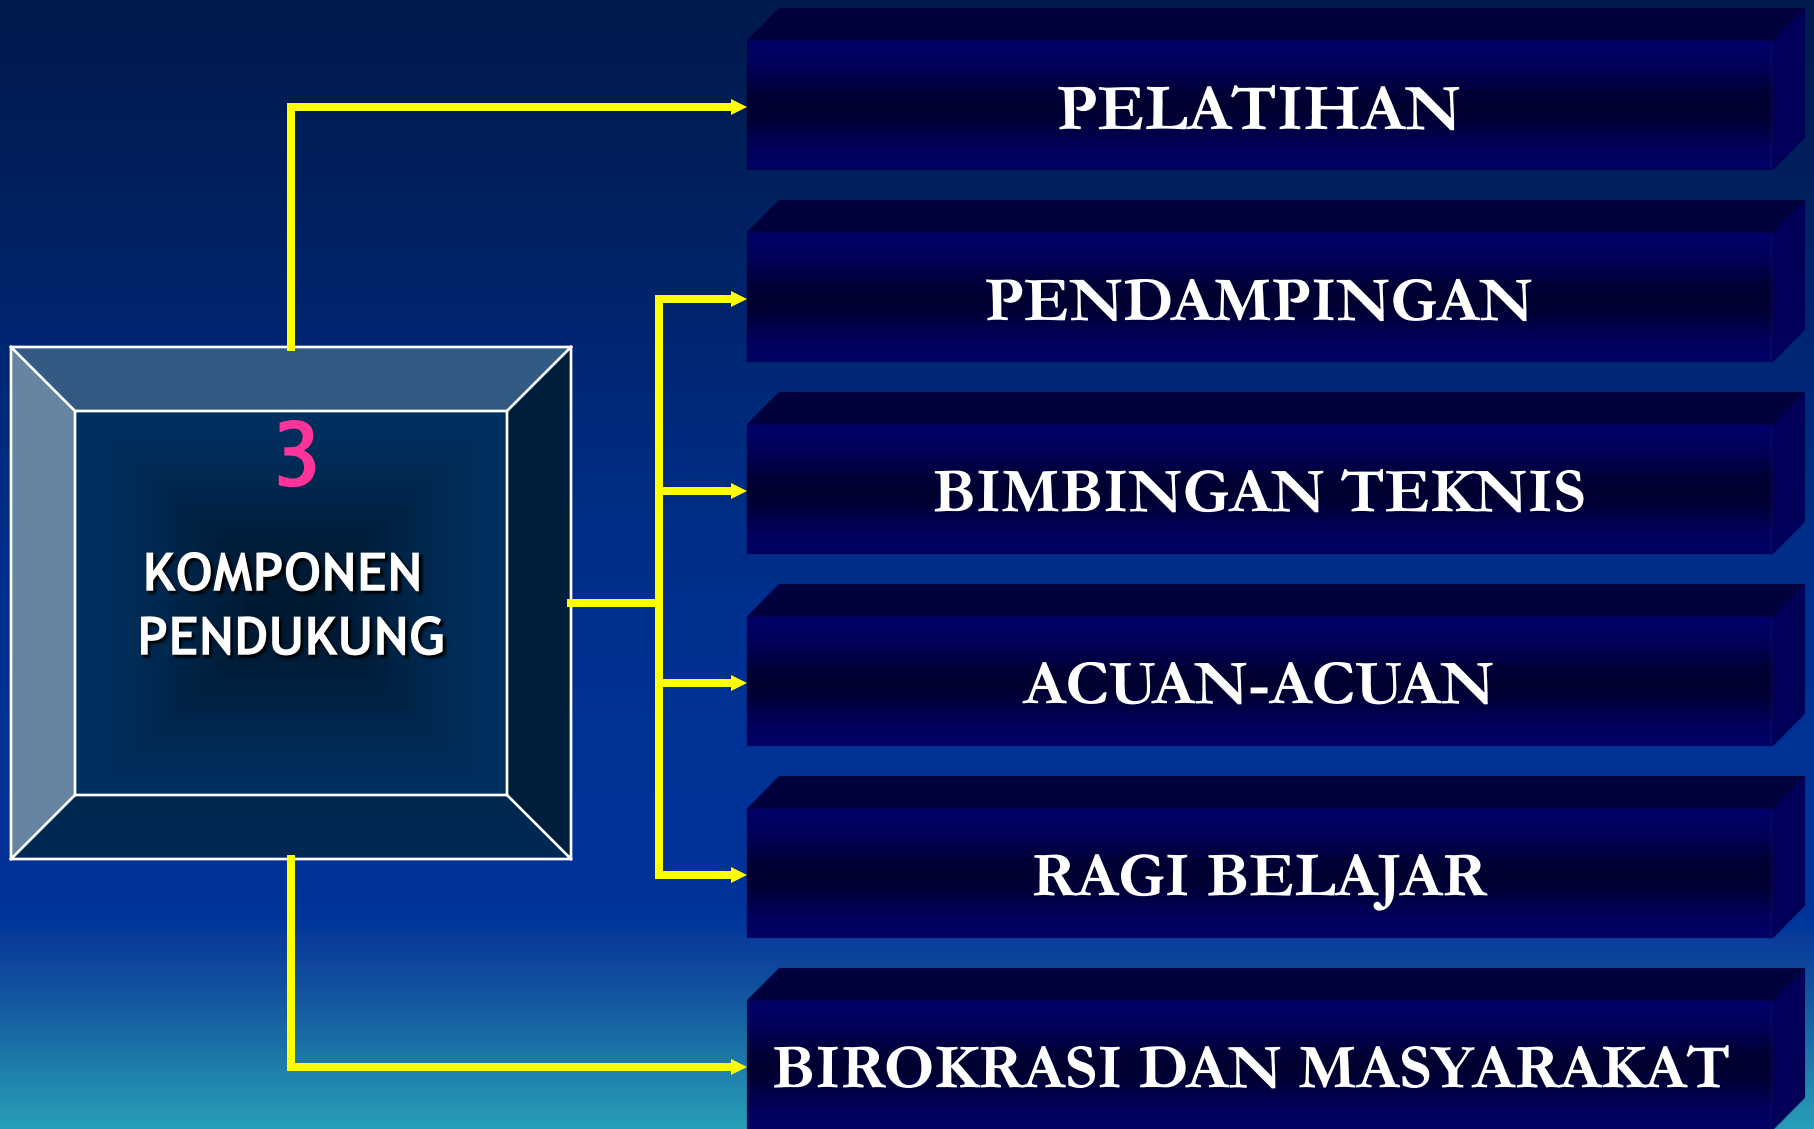 3
KOMPONEN
PENDUKUNG
PELATIHAN
PENDAMPINGAN
BIMBINGAN TEKNIS
ACUAN-ACUAN
RAGI BELAJAR
BIROKRASI DAN MASYARAKAT